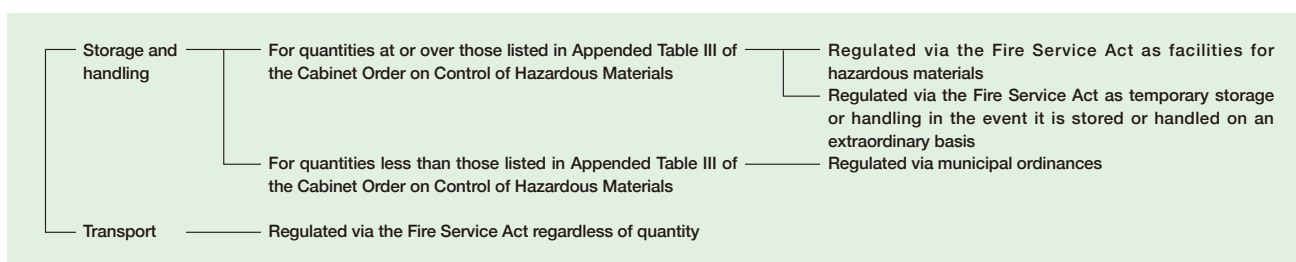 Storage and
handling
For quantities at or over those listed in Appended Table III of
the Cabinet Order on Control of Hazardous Materials
Regulated via the Fire Service Act as facilities for
hazardous materials
Regulated via the Fire Service Act as temporary storage
or handling in the event it is stored or handled on an
extraordinary basis
For quantities less than those listed in Appended Table III of
the Cabinet Order on Control of Hazardous Materials
Regulated via municipal ordinances
Transport
Regulated via the Fire Service Act regardless of quantity